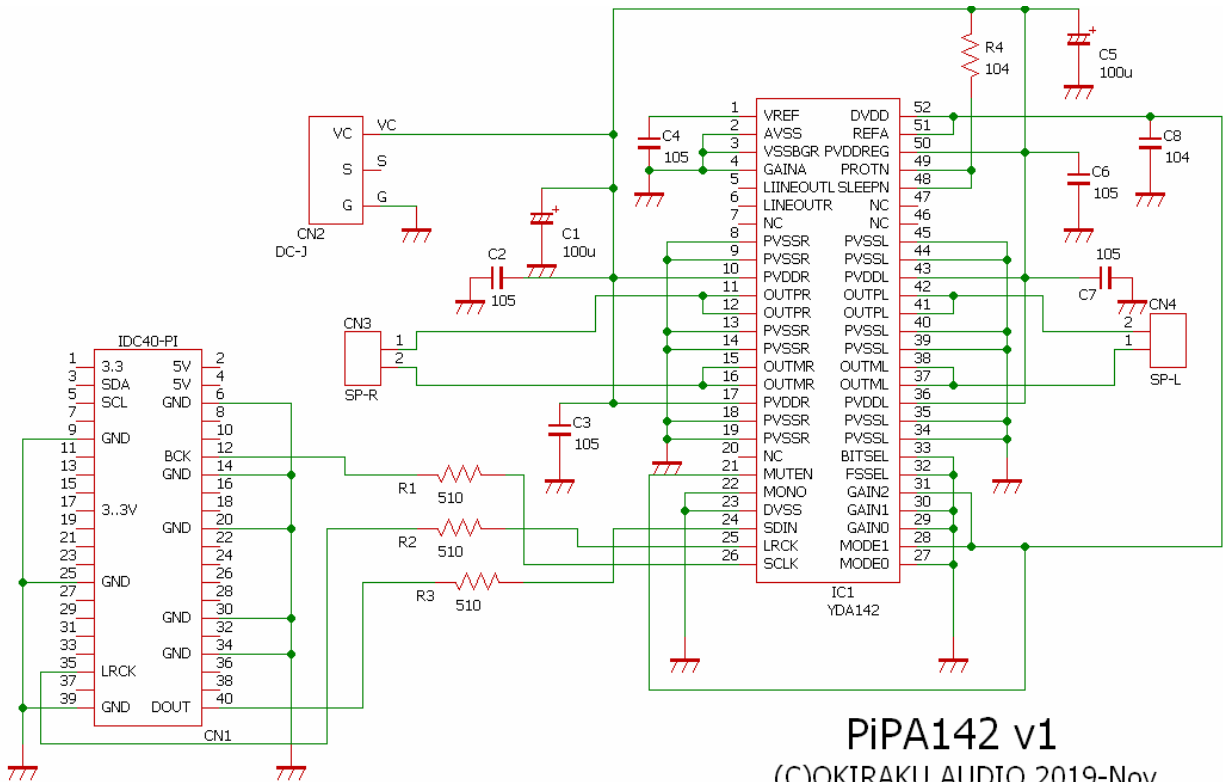 R4
104
C5
+
100u
VC
VC
S
S
G
G
CN2
DC-J
C1
+
100u
C2
105
C4
105
C8
104
C6
105
105
C7
CN3
1
2
SP-R
C3
105
CN4
2
1
SP-L
1 VREF DVDD 52
2 AVSS REFA 51
3 VSSBGR PVDDREG 50
4 GAINA PROTN 49
5 LIINEOUTL SLEEPN 48
6 LINEOUTR NC 47
7 NC NC 46
8 PVSSR PVSSL 45
9 PVSSR PVSSL 44
10 PVDDR PVDDL 43
11 OUTPR OUTPL 42
12 OUTPR OUTPL 41
13 PVSSR PVSSL 40
14 PVSSR PVSSL 39
15 OUTMR OUTML 38
16 OUTMR OUTML 37
17 PVDDR PVDDL 36
18 PVSSR PVSSL 35
19 PVSSR PVSSL 34
20 NC BITSEL 33
21 MUTEN FSSEL 32
22 MONO GAIN2 31
23 DVSS GAIN1 30
24 SDIN GAIN0 29
25 LRCK MODE1 28
26 SCLK MODE0 27
IC1
YDA142
IDC40-PI
1 3.3 5V 2
3 SDA 5V 4
5 SCL GND 6
7 8
9 GND 10
11 BCK 12
13 GND 14
15 16
17 3..3V 18
19 GND 20
21 22
23 24
25 GND 26
27 28
29 GND 30
31 32
33 GND 34
35 LRCK 36
37 38
39 GND DOUT 40
CN1
R1
510
R2
510
R3
510
PiPA142 v1
(C)OKIRAKU AUDIO 2019-Nov